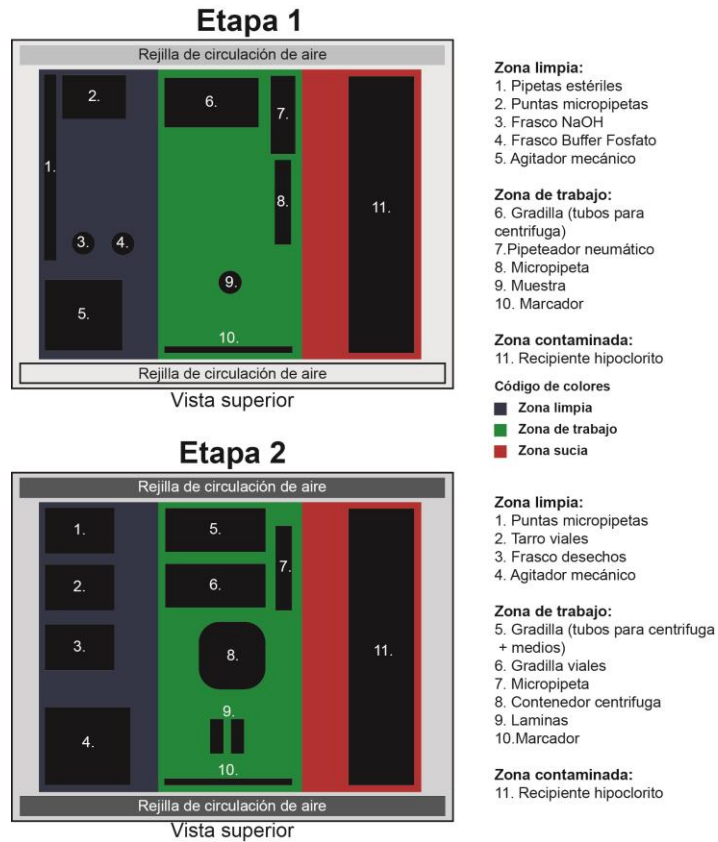 Etapa 1
Rejilla de circulación de aire
1.
2.
3.
4.
5.
6.
7.
8.
9.
10.
11.
Rejilla de circulación de aire
Vista superior
Zona limpia:
1. Pipetas estériles
2. Puntas micropipetas
3. Frasco NaOH
4. Frasco Buffer Fosfato
5. Agitador mecánico
Zona de trabajo:
6. Gradilla (tubos para
centrifuga)
7.Pipeteador neumático
8. Micropipeta
9. Muestra
10. Marcador
Zona contaminada:
11. Recipiente hipoclorito
Código de colores
Zona limpia
Zona de trabajo
Zona sucia
Etapa 2
Rejilla de circulación de aire
1.
2.
3.
4.
5.
6.
7.
8.
9.
10.
11.
Rejilla de circulación de aire
Vista superior
Zona limpia:
1. Puntas micropipetas
2. Tarro viales
3. Frasco desechos
4. Agitador mecánico
Zona de trabajo:
5. Gradilla (tubos para centrifuga
+ medios)
6. Gradilla viales
7. Micropipeta
8. Contenedor centrifuga
9. Laminas
10.Marcador
Zona contaminada:
11. Recipiente hipoclorito